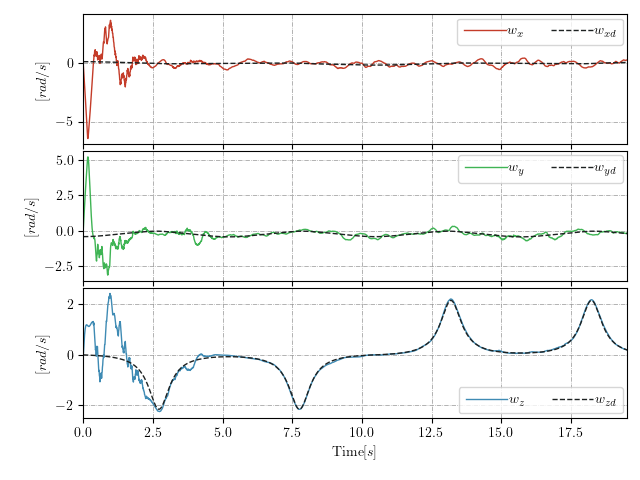 0
−5
[rad/s]
w_x w_xd
5.0
2.5
0.0
−2.5
[rad/s]
w_y w_yd
2
0
−2
[rad/s]
w_z w_zd
0.0 2.5 5.0 7.5 10.0 12.5 15.0 17.5
Time[s]